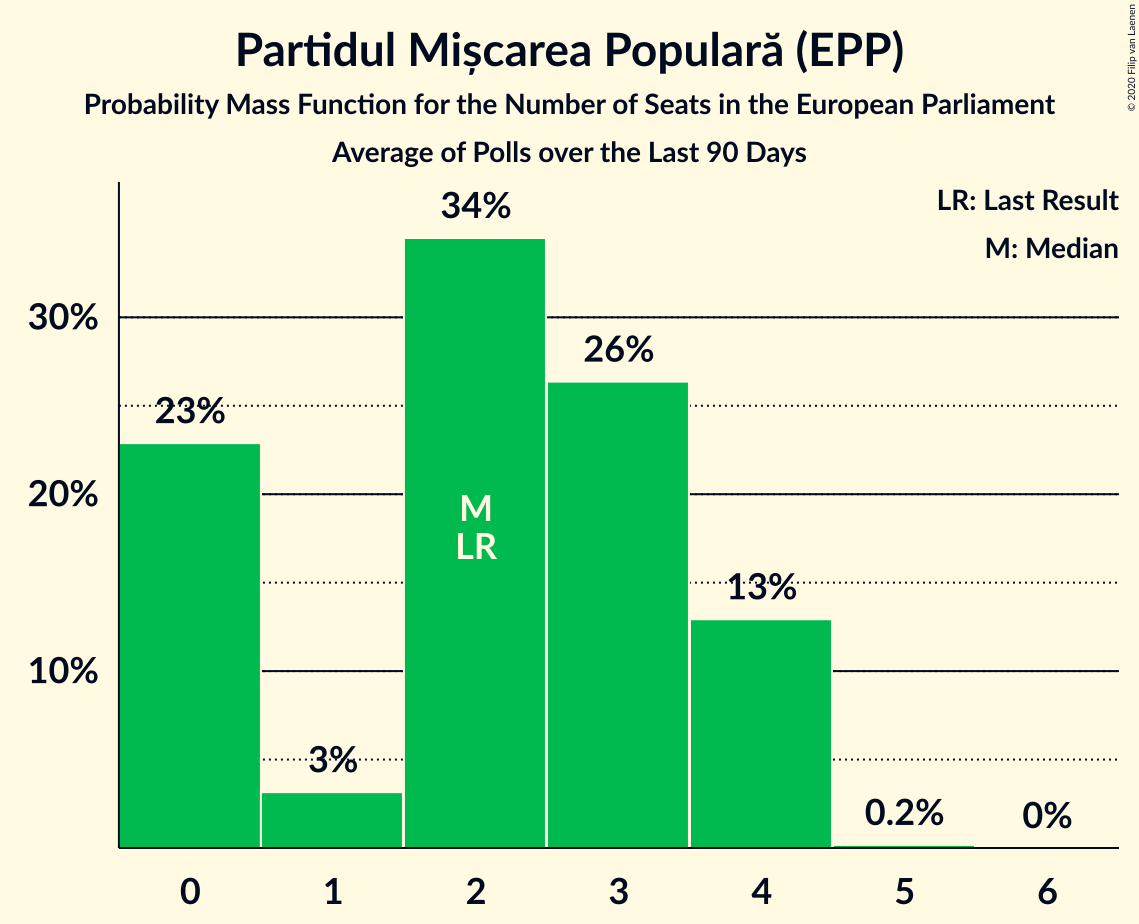 Partidul Mișcarea Populară (EPP)
Probability Mass Function for the Number of Seats in the European Parliament
Average of Polls over the Last 90 Days
© 2020 Filip van Laenen
LR: Last Result
M: Median
34%
30%
26%
23%
20%
M
LR
13%
10%
3%
0.2%
0%
0 1 2 3 4 5 6